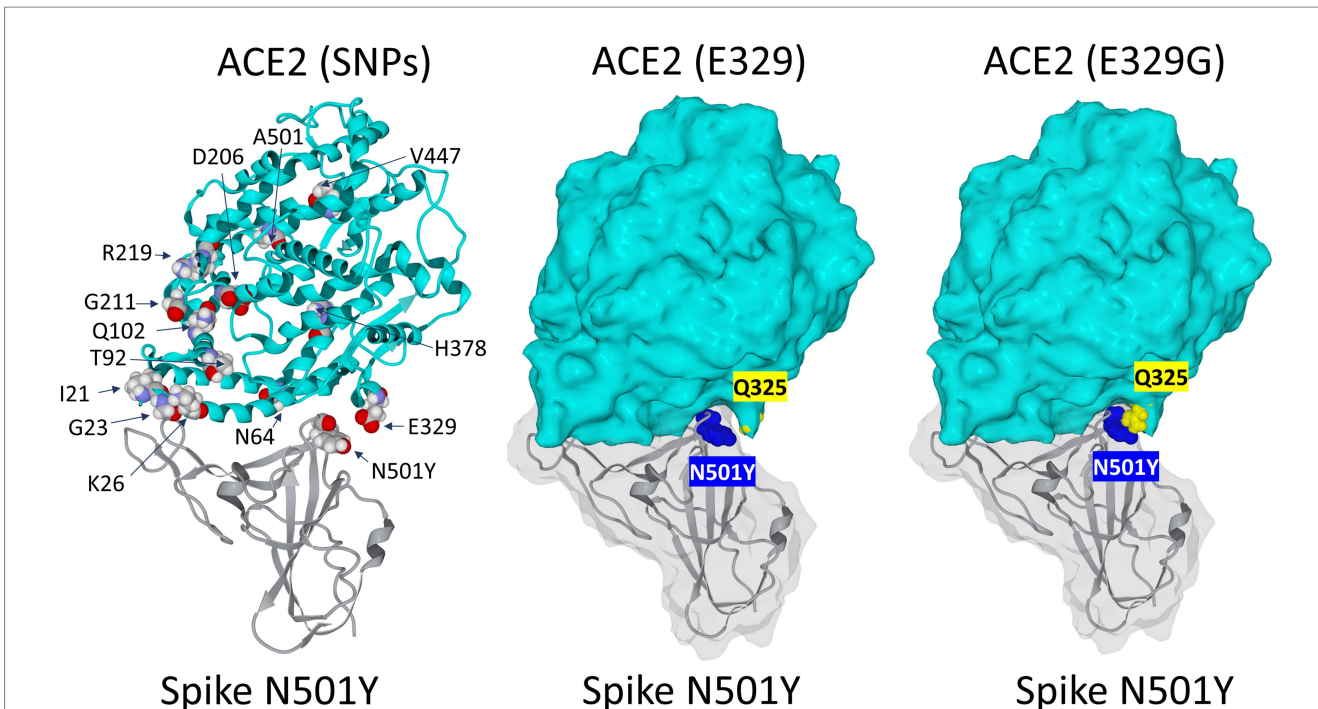 ACE2 (SNPs)
ACE2 (E329)
ACE2 (E329G)
A501
D206
V447
R219
G211
Q102
T92
H378
I21
G23
N64
E329
K26
N501Y
Q325
N501Y
Q325
N501Y
Spike N501Y
Spike N501Y
Spike N501Y